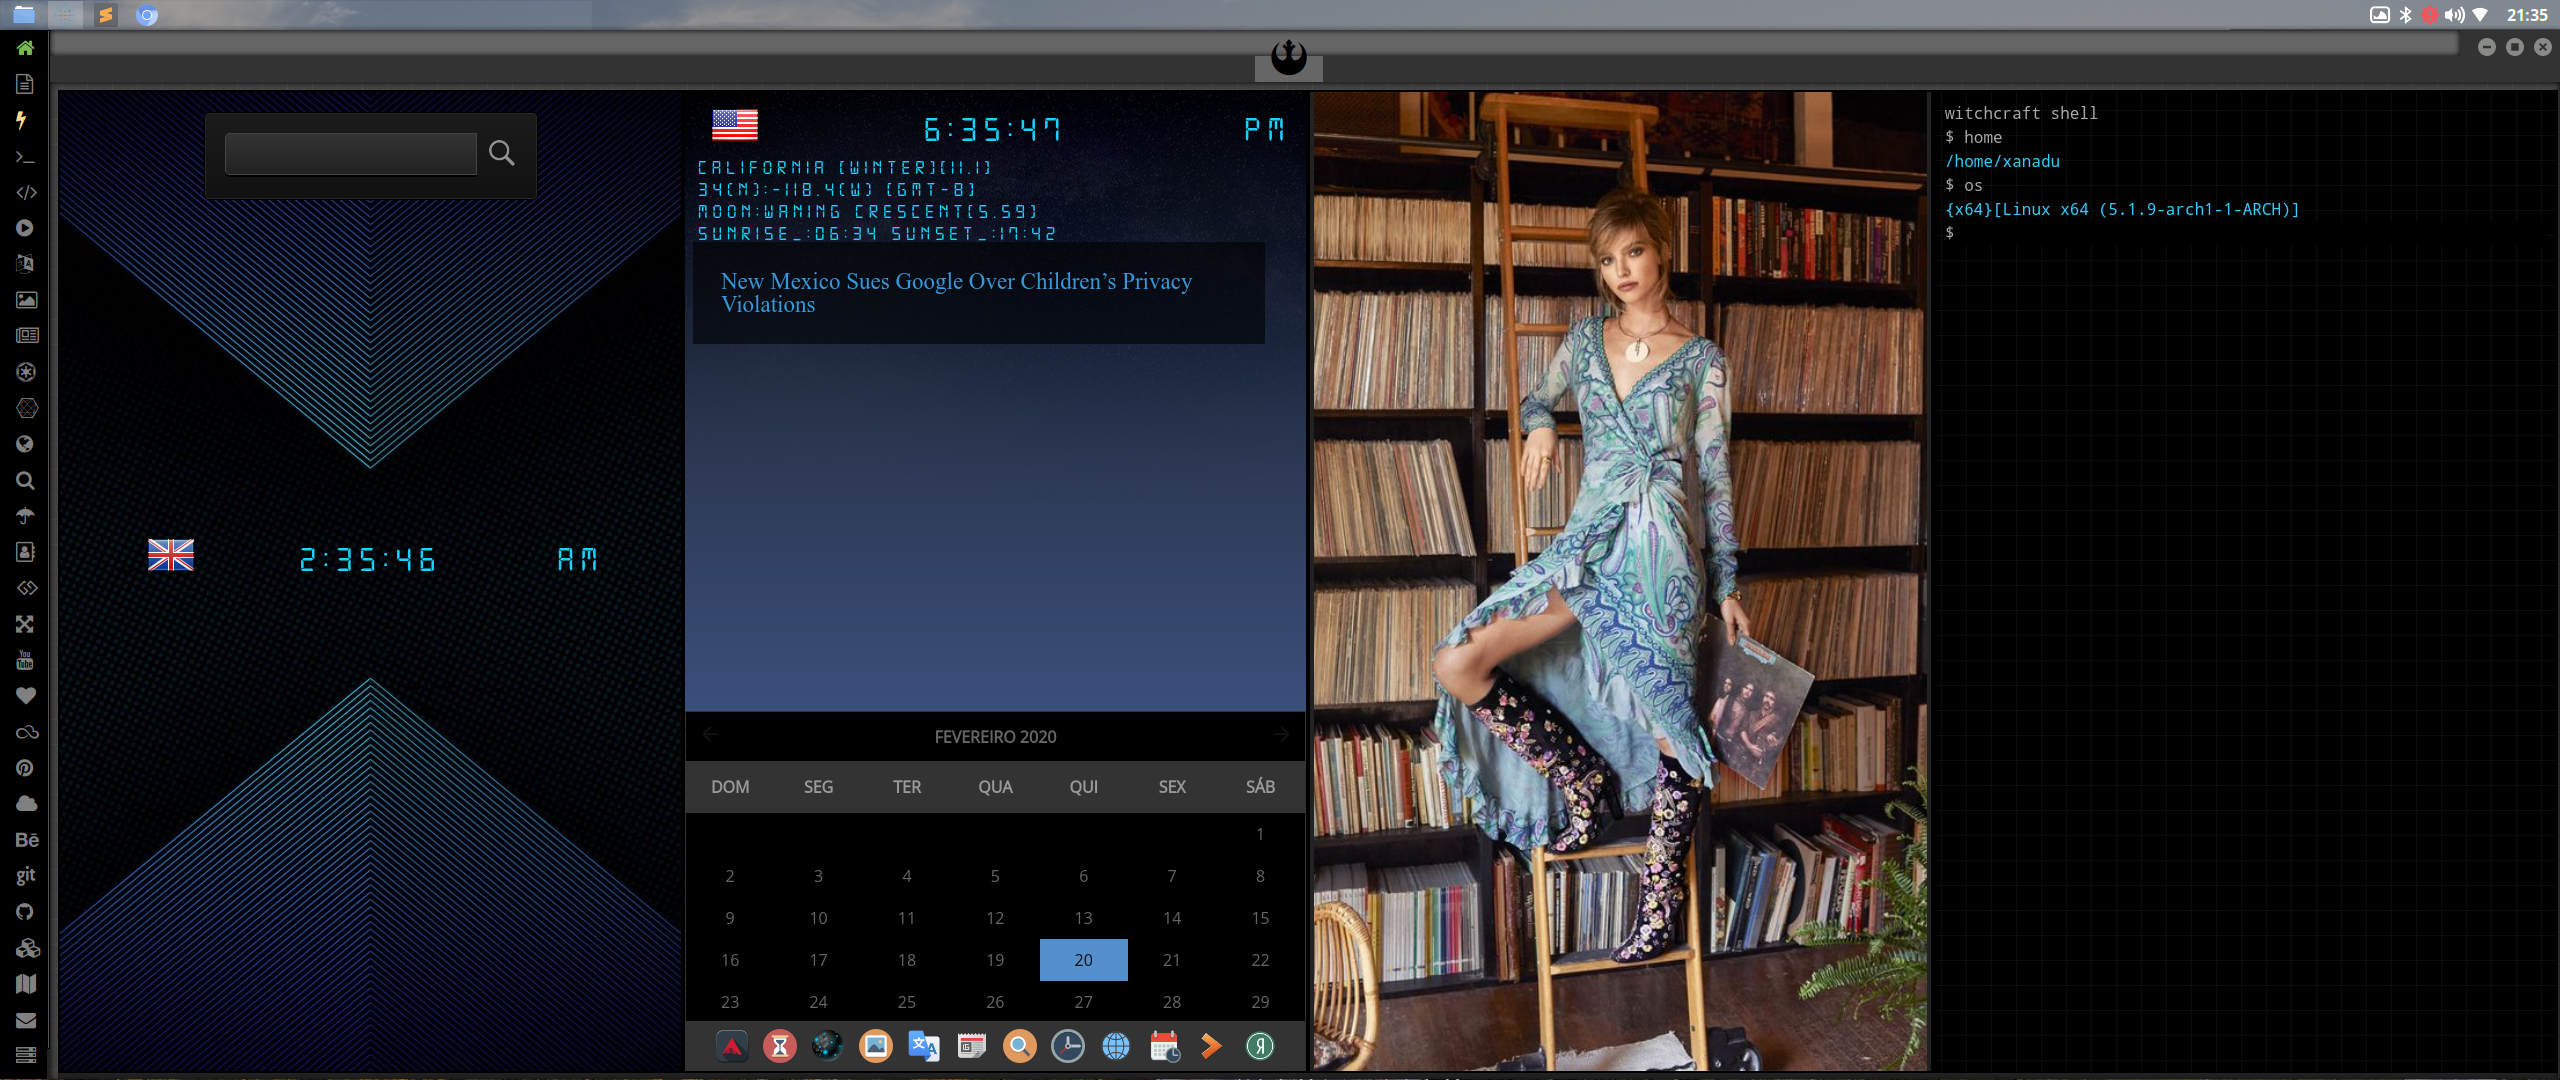 21:35
2:35:46 AM
6:35:47 PM
CALIFORNIA [WINTER][11.1]
34[N]:-118.4[W] [GMT-8]
MOON:WANING CRESCENT[5.59]
SUNRISE_:06:34 SUNSET_:17:42
New Mexico Sues Google Over Children’s Privacy
Violations
FEVEREIRO 2020
DOM SEG TER QUA QUI SEX SÁB
1
2 3 4 5 6 7 8
9 10 11 12 13 14 15
16 17 18 19 20 21 22
23 24 25 26 27 28 29
witchcraft shell
$ home
/home/xanadu
$ os
{x64}[Linux x64 (5.1.9-arch1-1-ARCH)]
$
You
Tube
Bē
git